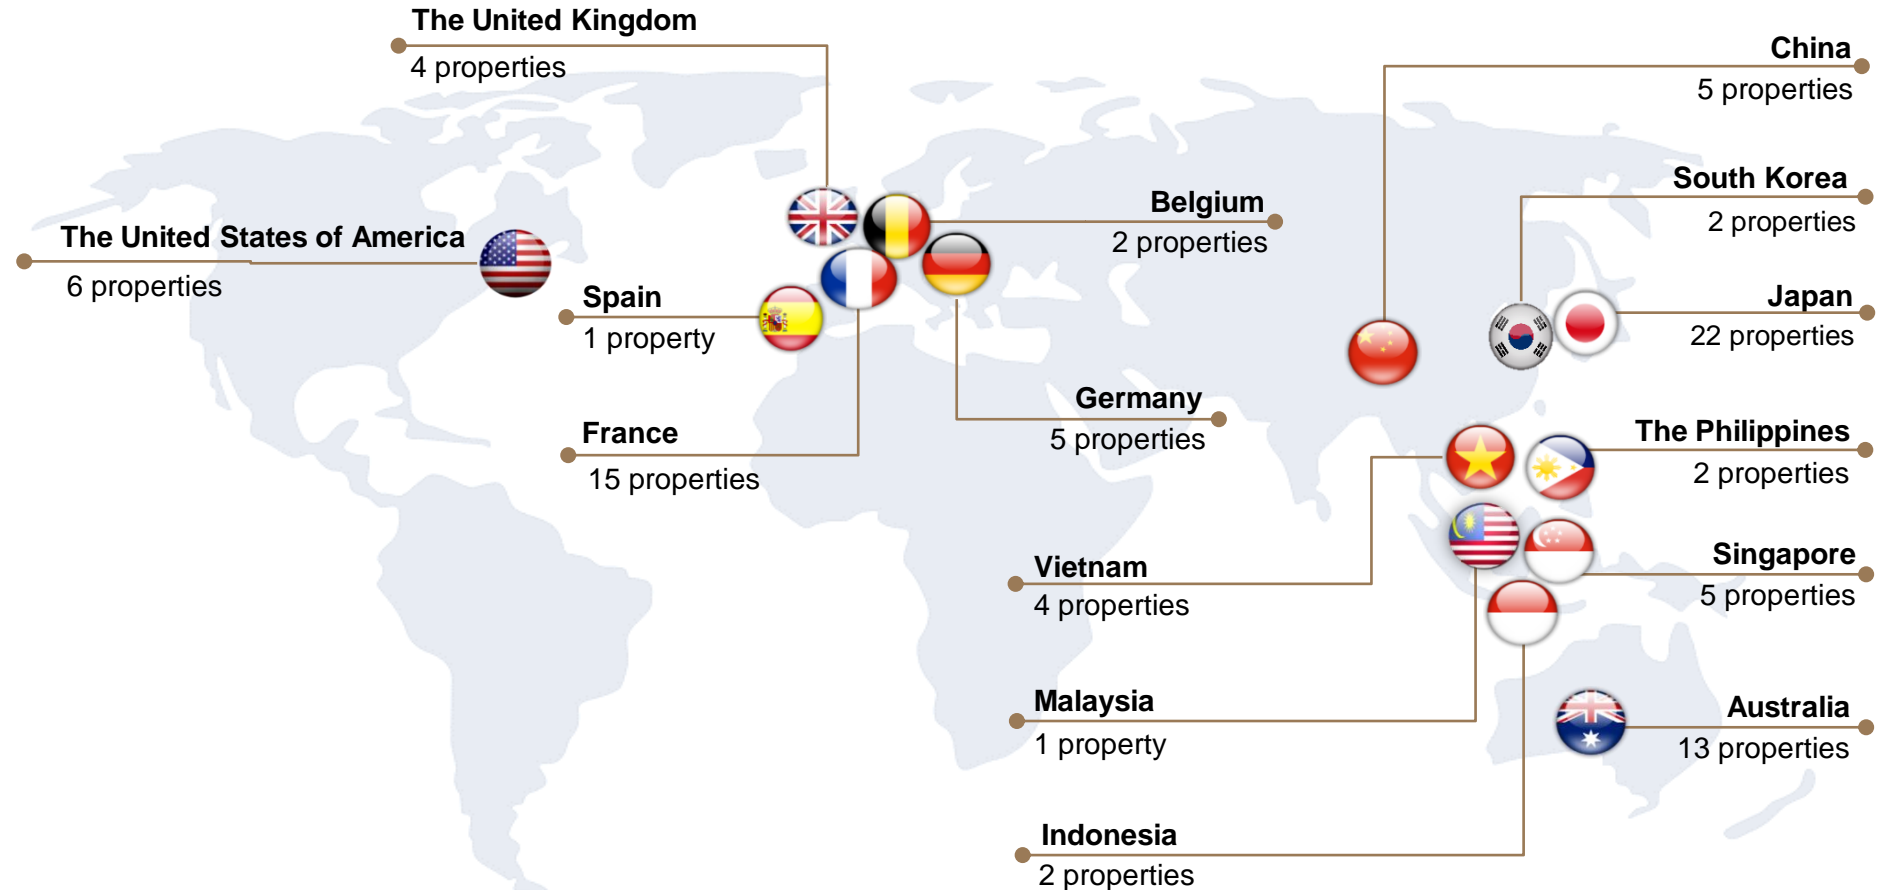 The United Kingdom
4 properties
China
5 properties
South Korea
2 properties
Belgium
2 properties
The United States of America
6 properties
Spain
1 property
Japan
22 properties
Germany
5 properties
France
15 properties
The Philippines
2 properties
Vietnam
4 properties
Singapore
5 properties
Malaysia
1 property
Australia
13 properties
Indonesia
2 properties